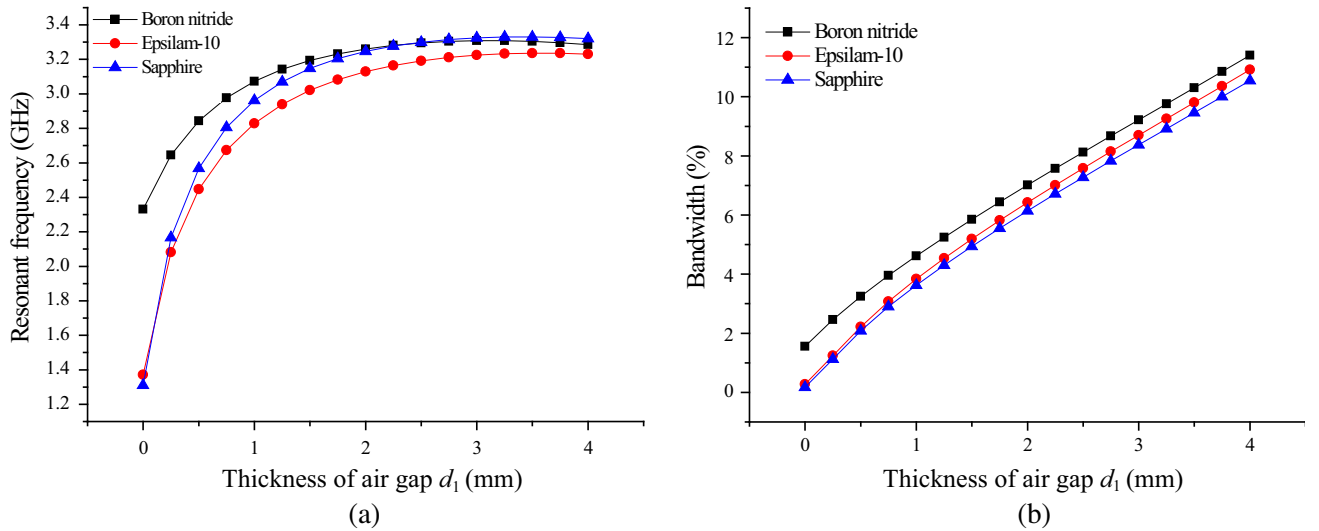 Boron nitride
Epsilam-10
Sapphire
3.4
3.2
3.0
2.8
2.6
2.4
2.2
2.0
1.8
1.6
1.4
1.2
Resonant frequency (GHz)
0 1 2 3 4
Thickness of air gap d1 (mm)
(a)
Boron nitride
Epsilam-10
Sapphire
12
10
8
6
4
2
0
Bandwidth (%)
0 1 2 3 4
Thickness of air gap d1 (mm)
(b)